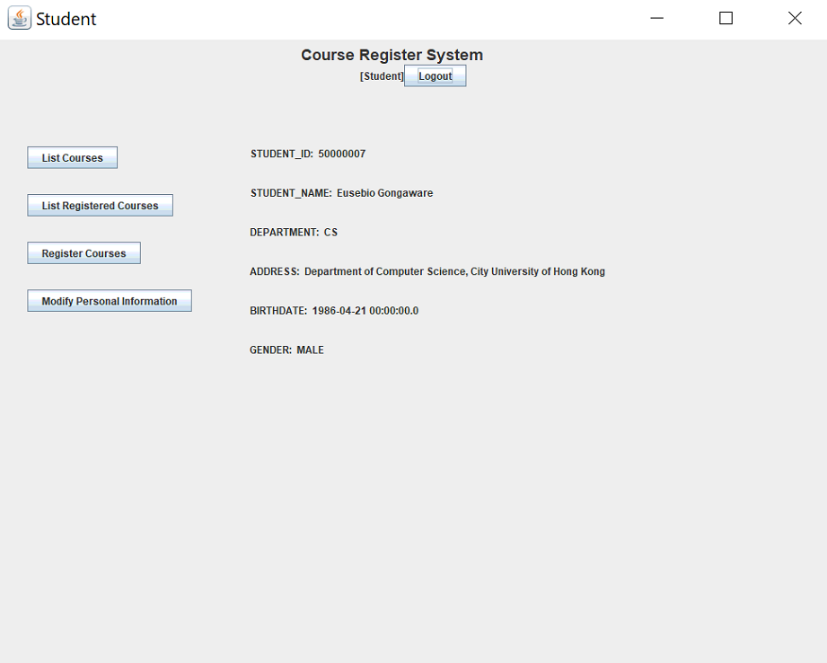 Student
Course Register System
[Student] Logout
List Courses
List Registered Courses
Register Courses
Modify Personal Information
STUDENT_ID: 50000007
STUDENT_NAME: Eusebio Gongaware
DEPARTMENT: CS
ADDRESS: Department of Computer Science, City University of Hong Kong
BIRTHDATE: 1986-04-21 00:00:00.0
GENDER: MALE